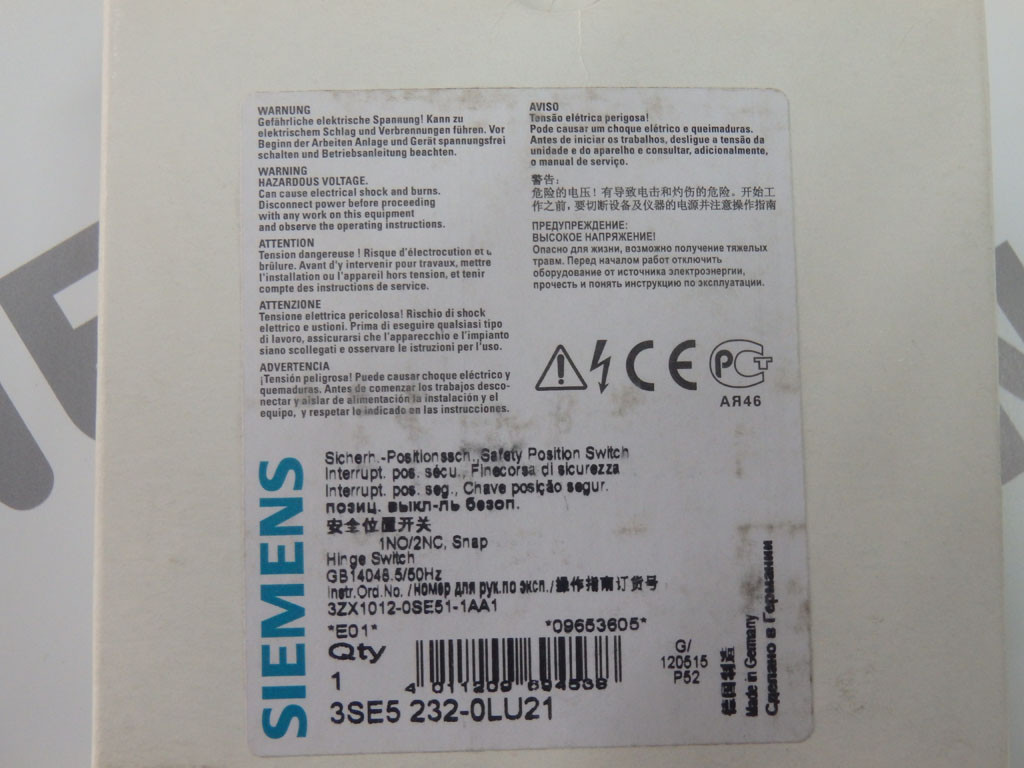 WARNUNG
Gefährliche elektrische Spannung! Kann zu
elektrischem Schlag und Verbrennungen führen. Vor
Beginn der Arbeiten Anlage und Gerät spannungsfrei
schalten und Betriebsanleitung beachten.
WARNING
HAZARDOUS VOLTAGE.
Can cause electrical shock and burns.
Disconnect power before proceeding
with any work on this equipment
and observe the operating instructions.
ATTENTION
Tension dangereuse ! Risque d'électrocution et
brûlure. Avant d'y intervenir pour travaux, mettre
l'installation ou l'appareil hors tension, et tenir
compte des instructions de service.
ATTENZIONE
Tensione elettrica pericolosa! Rischio di shock
elettrico e ustioni. Prima di eseguire qualsiasi tipo
di lavoro, assicurarsi che l'apparecchio e l'impianto
siano scollegati e osservare le istruzioni per l'uso.
ADVERTENCIA
¡Tensión peligrosa! Puede causar choque eléctrico y
quemaduras. Antes de comenzar los trabajos desco-
nectar y aislar de alimentación la instalación y el
equipo, y respetar lo indicado en las instrucciones.
AVISO
Tensão elétrica perigosa!
Pode causar um choque elétrico e queimaduras.
Antes de iniciar os trabalhos, desligue a tensão da
unidade e do aparelho e consultar, adicionalmente,
o manual de serviço.
警告:
危险的电压! 有导致电击和灼伤的危险。开始工
作之前, 要切断设备及仪器的电源并注意操作指南
ПРЕДУПРЕЖДЕНИЕ:
ВЫСОКОЕ НАПРЯЖЕНИЕ!
Опасно для жизни, возможно получение тяжелых
травм. Перед началом работ отключить
оборудование от источника электроэнергии,
прочесть и понять инструкцию по эксплуатации.
CE
РСТ
АЯ46
SIEMENS
Sicherh.-Positionssch., Safety Position Switch
Interrupt. pos. sécu., Finecorsa di sicurezza
Interrupt. pos. seg., Chave posição segur.
позиц. выкл-ль безоп.
安全位置开关
1NO/2NC, Snap
Hinge Switch
GB14048.5/50Hz
Instr.Ord.No. /Номер для рук.по эксп./操作指南订货号
3ZX1012-0SE51-1AA1
*E01* *09653605*
Qty
1
4 011209 694538
3SE5 232-0LU21
G/
120515
P52
德国制造
Made in Germany
Сделано в Германии